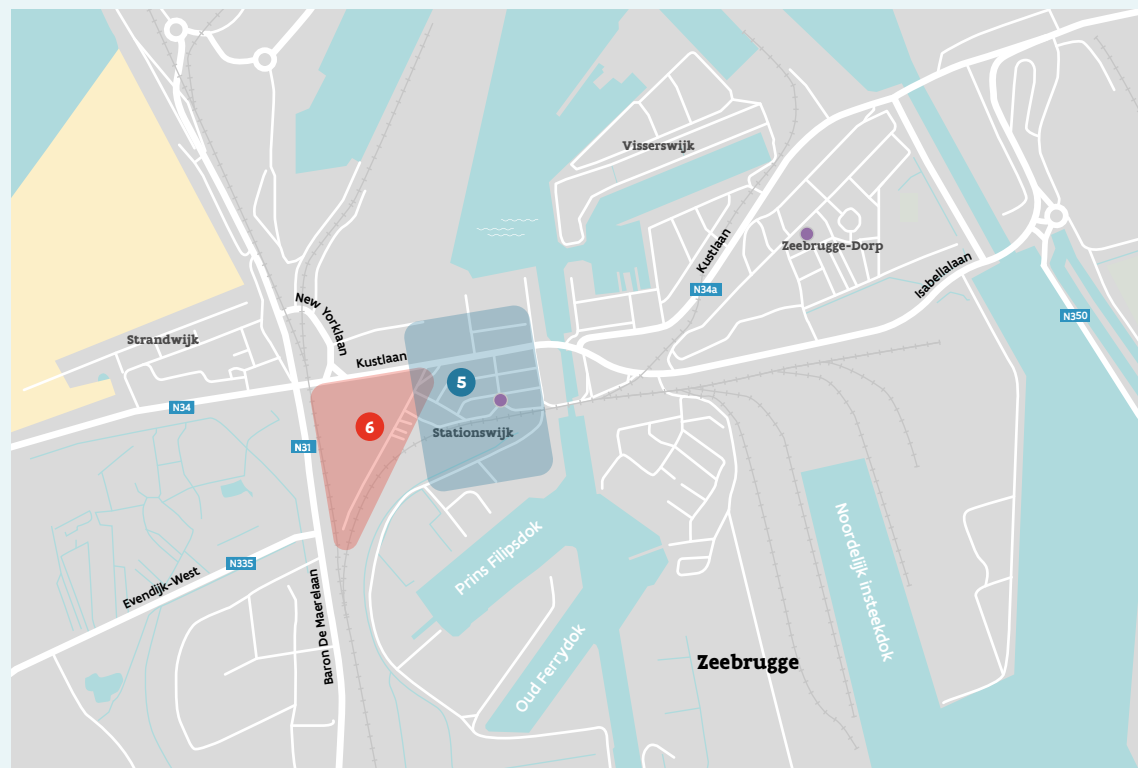 Visserswijk
Zeebrugge-Dorp
Kustlaan
N34a
Isabellalaan
N350
New Yorklaan
Strandwijk
Kustlaan
5
6
Stationswijk
N34
N31
N335
Evendijk-West
Baron De Maerelaan
Prins Filipsdok
Oud Ferrydok
Noordelijk insteekdok
Zeebrugge